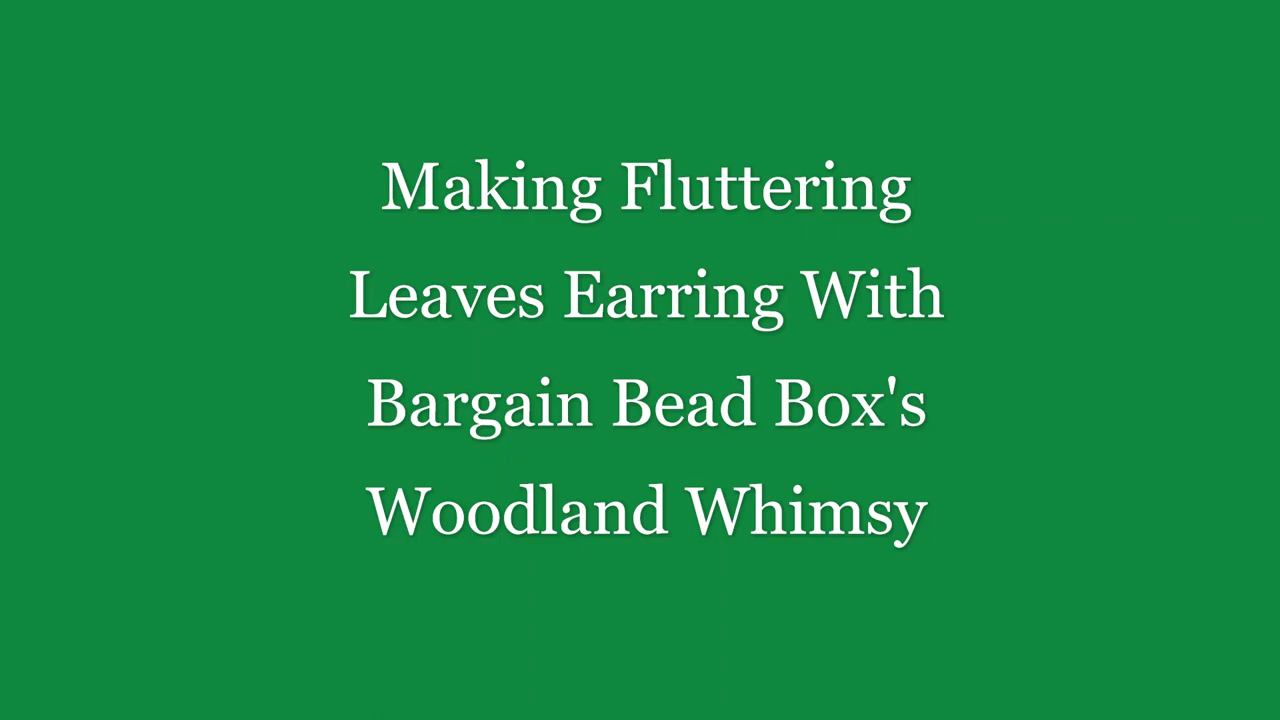 Making Fluttering
Leaves Earring With
Bargain Bead Box's
Woodland Whimsy